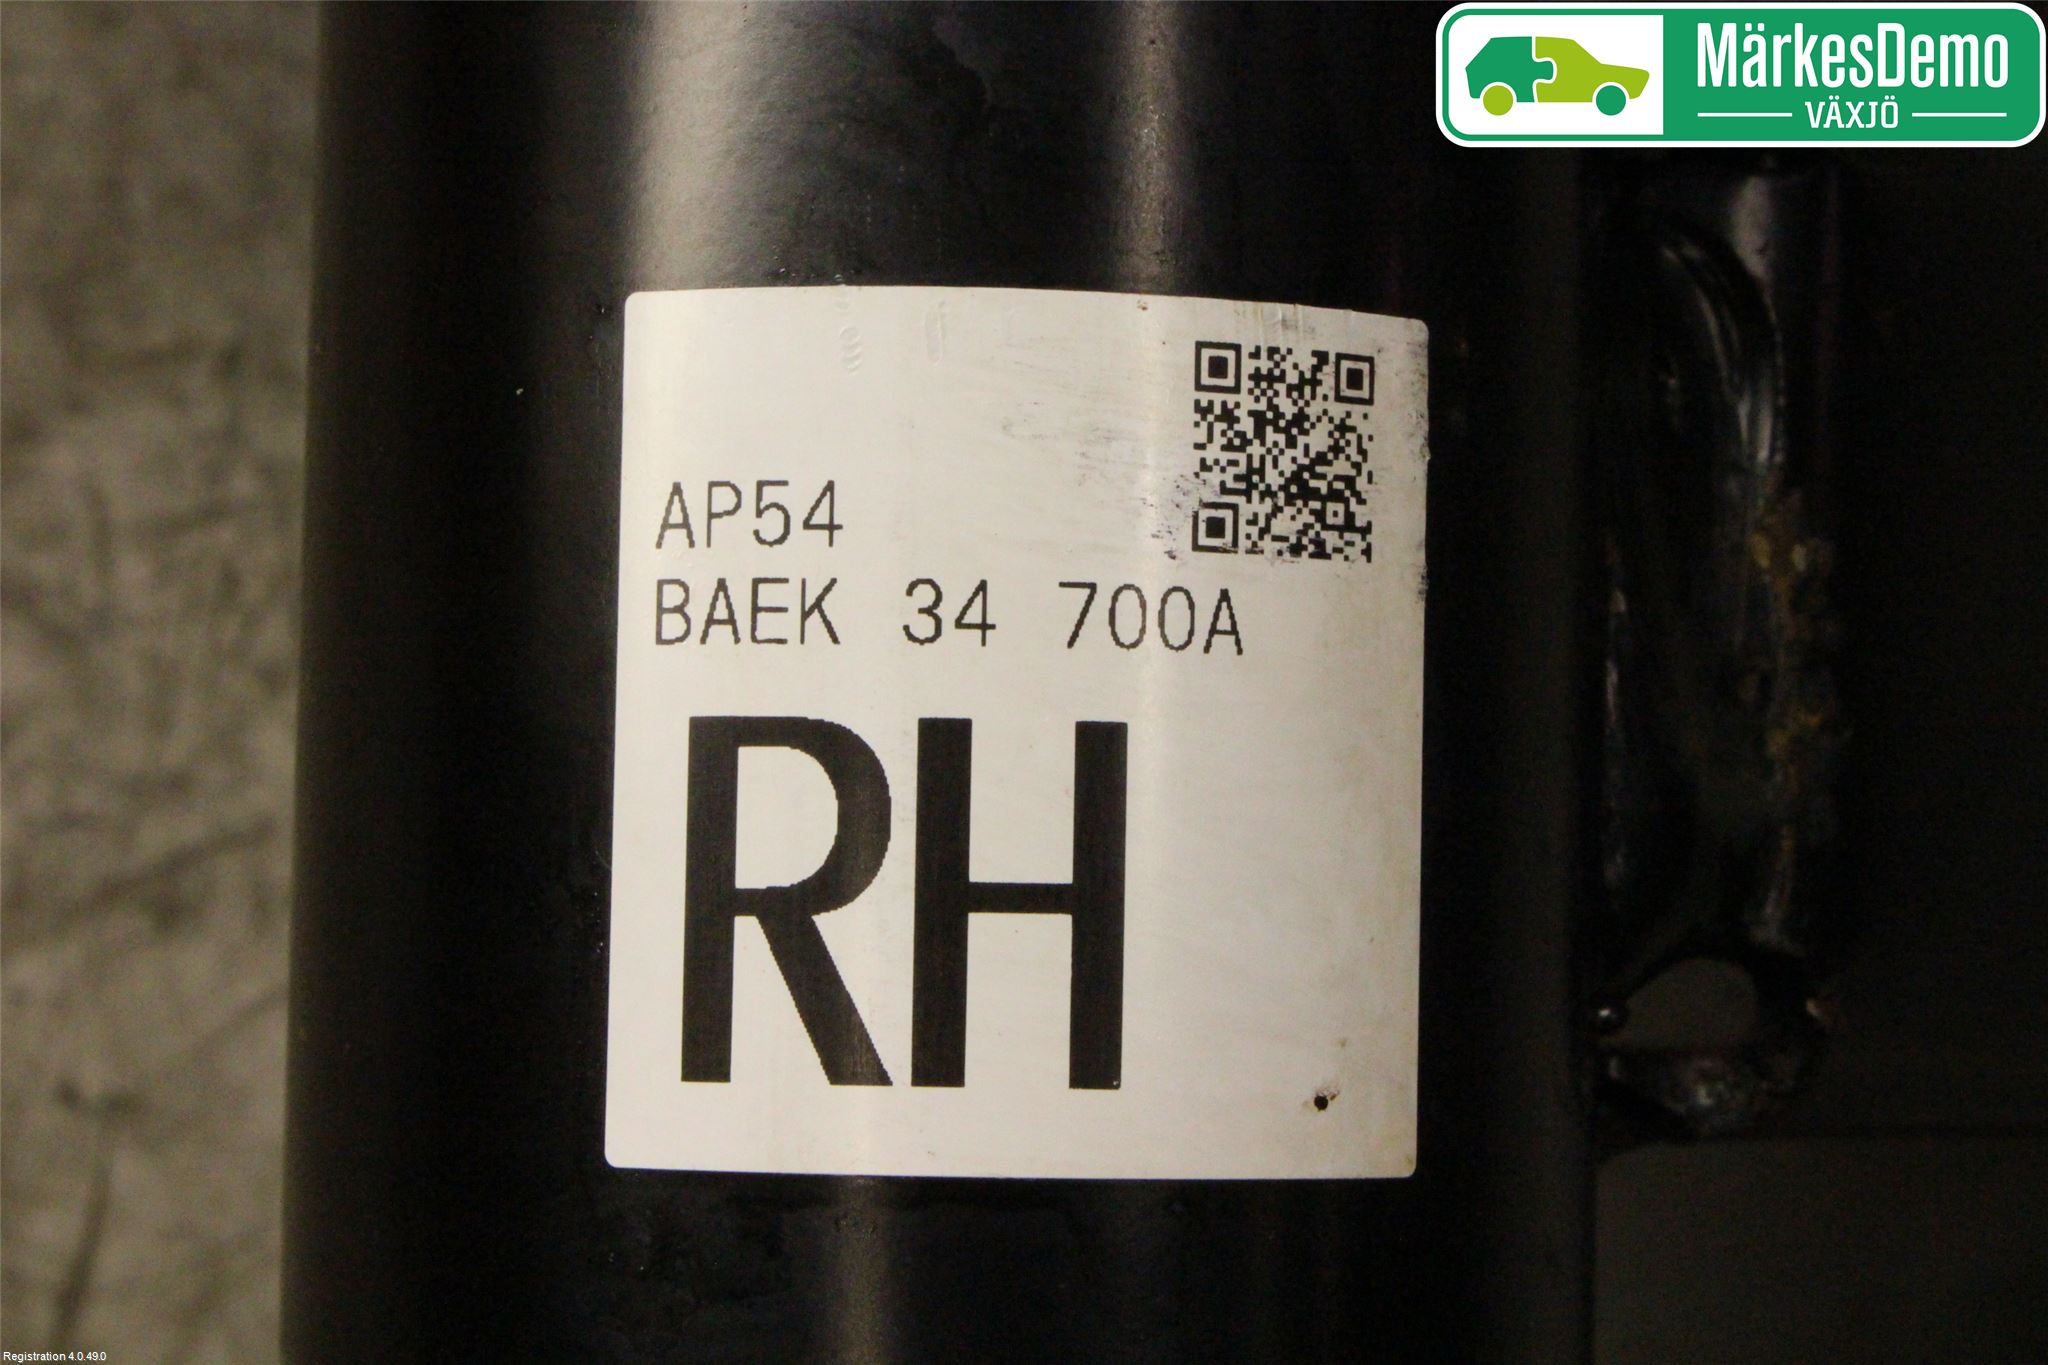 MärkesDemo
VÄXJÖ
AP54
BAEK 34 700A
RH
Registration 4.0.49.0